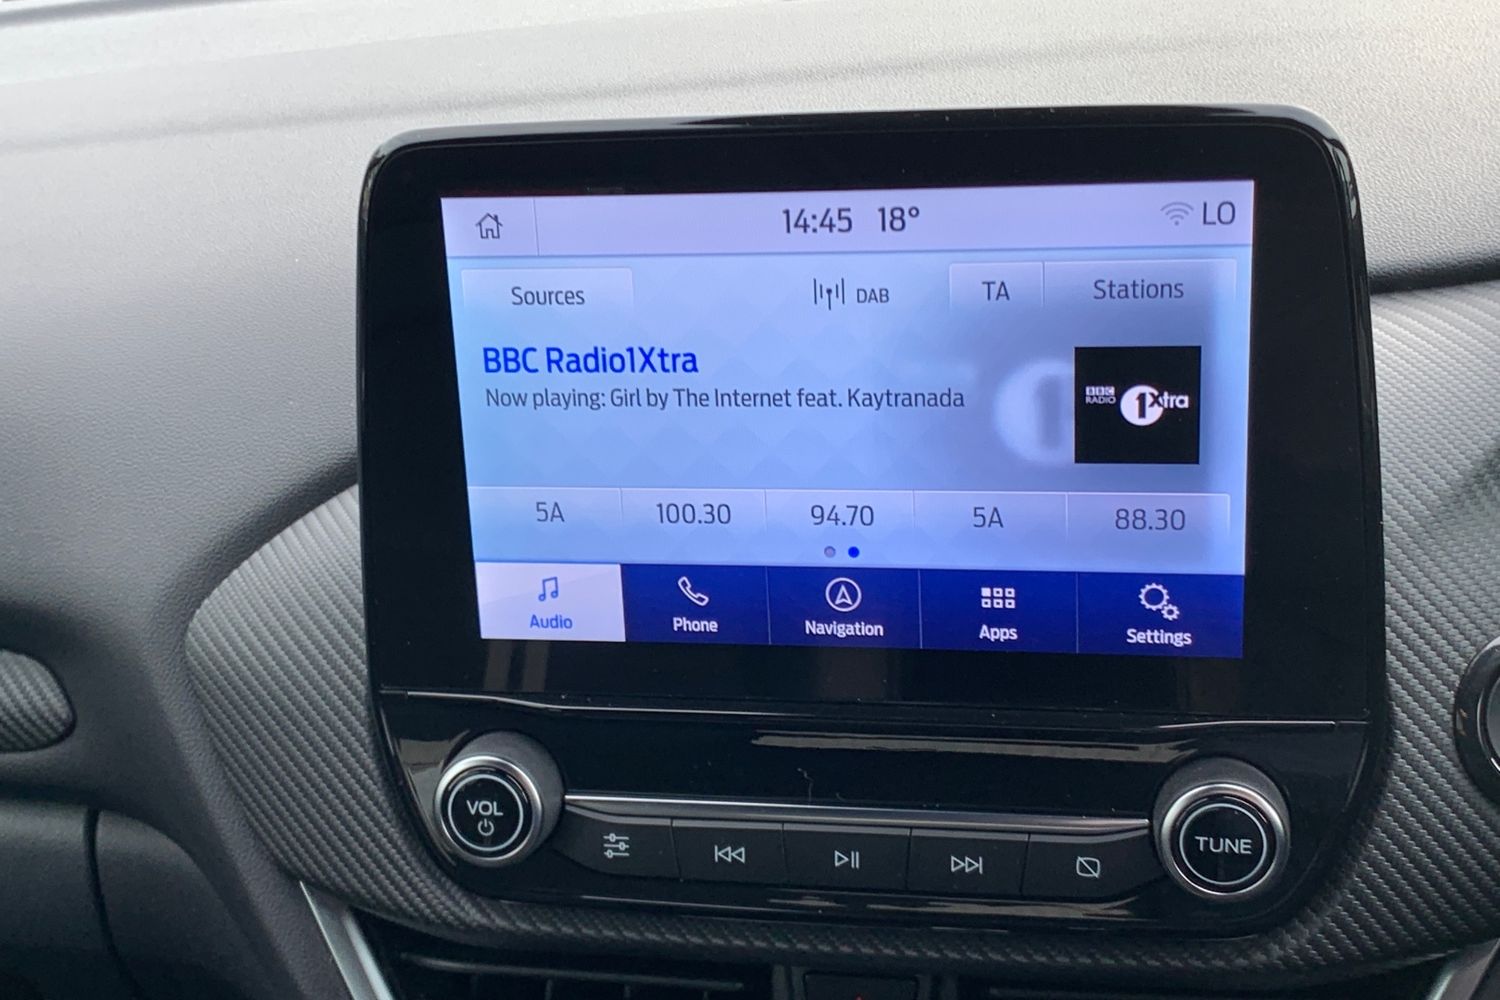 14:45 18° LO
Sources DAB TA Stations
BBC Radio1Xtra
Now playing: Girl by The Internet feat. Kaytranada
BBC RADIO 1Xtra
5A 100.30 94.70 5A 88.30
Audio Phone Navigation Apps Settings
VOL TUNE